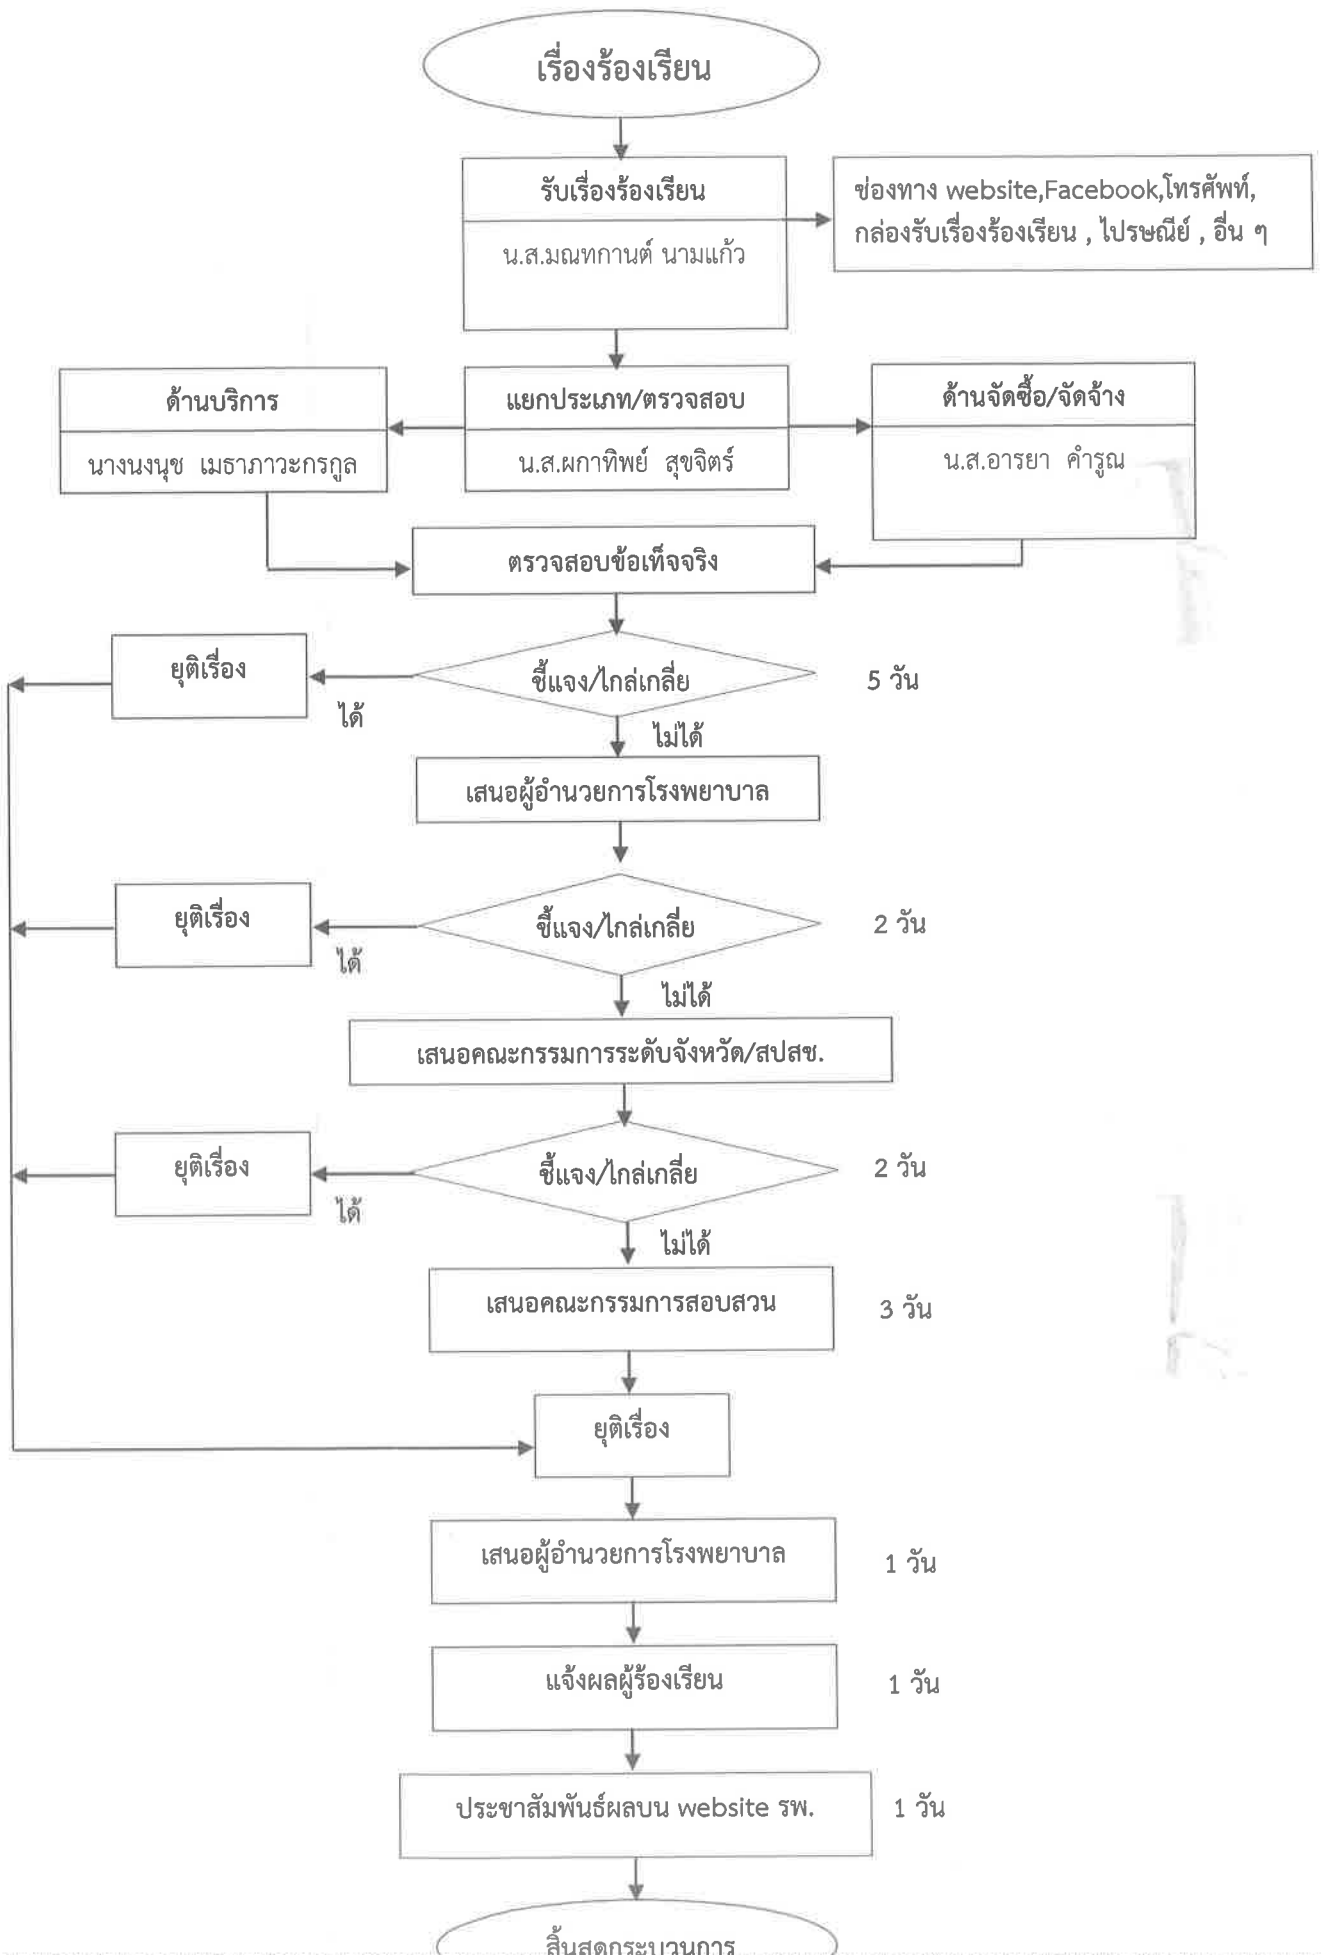 เรื่องร้องเรียน
รับเรื่องร้องเรียน
น.ส.มณฑกานต์ นามแก้ว
ช่องทาง website,Facebook,โทรศัพท์,
กล่องรับเรื่องร้องเรียน , ไปรษณีย์ , อื่น ๆ
ด้านบริการ
นางนงนุช เมธาภาวะกรกูล
แยกประเภท/ตรวจสอบ
น.ส.ผกาทิพย์ สุขจิตร์
ด้านจัดซื้อ/จัดจ้าง
น.ส.อารยา คำรูณ
ตรวจสอบข้อเท็จจริง
ยุติเรื่อง
ได้
ชี้แจง/ไกล่เกลี่ย
5 วัน
ไม่ได้
เสนอผู้อำนวยการโรงพยาบาล
ยุติเรื่อง
ได้
ชี้แจง/ไกล่เกลี่ย
2 วัน
ไม่ได้
เสนอคณะกรรมการระดับจังหวัด/สปสช.
ยุติเรื่อง
ได้
ชี้แจง/ไกล่เกลี่ย
2 วัน
ไม่ได้
เสนอคณะกรรมการสอบสวน
3 วัน
ยุติเรื่อง
เสนอผู้อำนวยการโรงพยาบาล
1 วัน
แจ้งผลผู้ร้องเรียน
1 วัน
ประชาสัมพันธ์ผลบน website รพ.
1 วัน
สิ้นสุดกระบวนการ